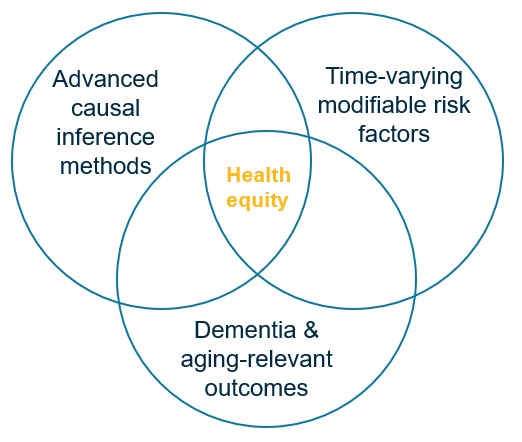 Advanced
causal
inference
methods
Time-varying
modifiable risk
factors
Health
equity
Dementia &
aging-relevant
outcomes